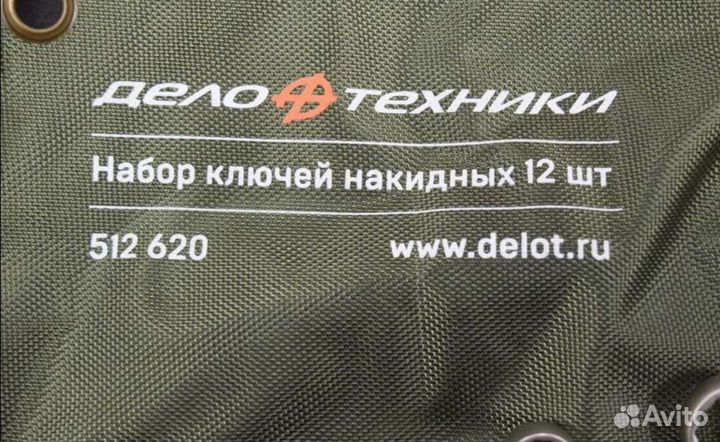 Дело Техники
Набор ключей накидных 12 шт
512 620 www.delot.ru
Avito